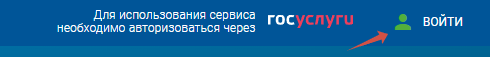 Для использования сервиса
необходимо авторизоваться через
госуслуги
ВОЙТИ